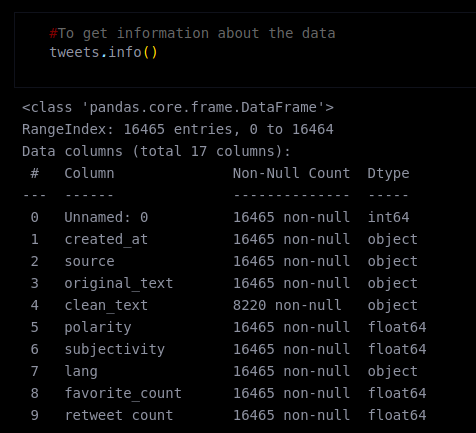 #To get information about the data
tweets.info()
<class 'pandas.core.frame.DataFrame'>
RangeIndex: 16465 entries, 0 to 16464
Data columns (total 17 columns):
 #   Column              Non-Null Count  Dtype
---  ------              --------------  -----
 0   Unnamed: 0          16465 non-null  int64
 1   created_at          16465 non-null  object
 2   source              16465 non-null  object
 3   original_text       16465 non-null  object
 4   clean_text          8220 non-null   object
 5   polarity            16465 non-null  float64
 6   subjectivity        16465 non-null  float64
 7   lang                16465 non-null  object
 8   favorite_count      16465 non-null  float64
 9   retweet_count       16465 non-null  float64